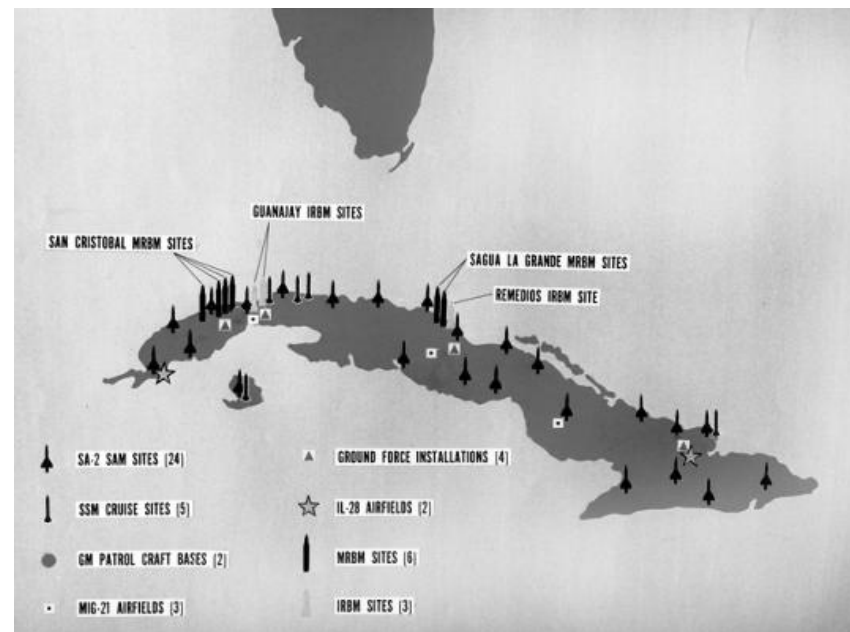 GUANAJAY IRBM SITES
SAN CRISTOBAL MRBM SITES
SAGUA LA GRANDE MRBM SITES
REMEDIOS IRBM SITE
SA-2 SAM SITES (24)
GROUND FORCE INSTALLATIONS (4)
SSM CRUISE SITES (5)
IL-28 AIRFIELDS (2)
GM PATROL CRAFT BASES (2)
MRBM SITES (6)
MIG-21 AIRFIELDS (3)
IRBM SITES (3)